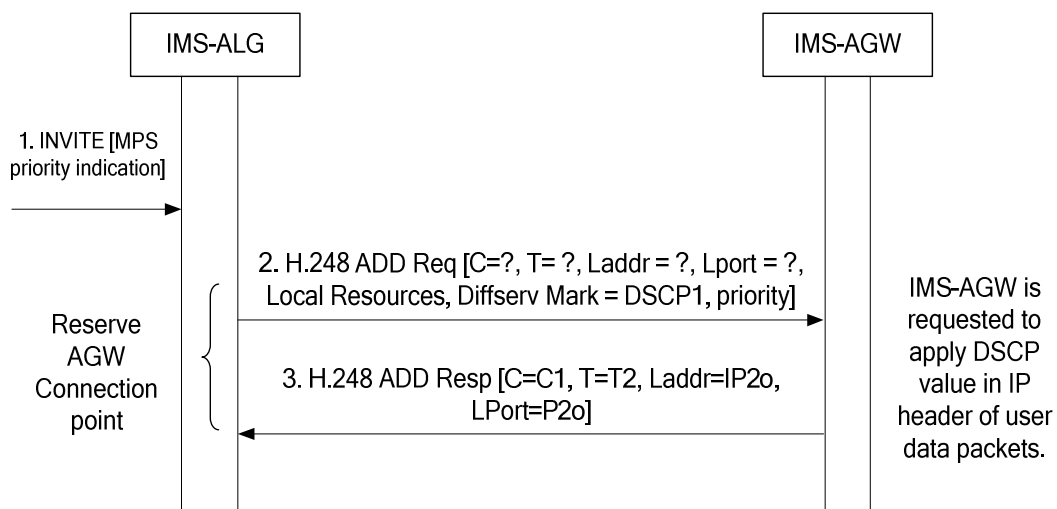 IMS-ALG
IMS-AGW
1. INVITE [MPS
priority indication]
2. H.248 ADD Req [C=?, T= ?, Laddr = ?, Lport = ?,
Local Resources, Diffserv Mark = DSCP1, priority]
Reserve
AGW
Connection
point
3. H.248 ADD Resp [C=C1, T=T2, Laddr=IP2o,
LPort=P2o]
IMS-AGW is
requested to
apply DSCP
value in IP
header of user
data packets.